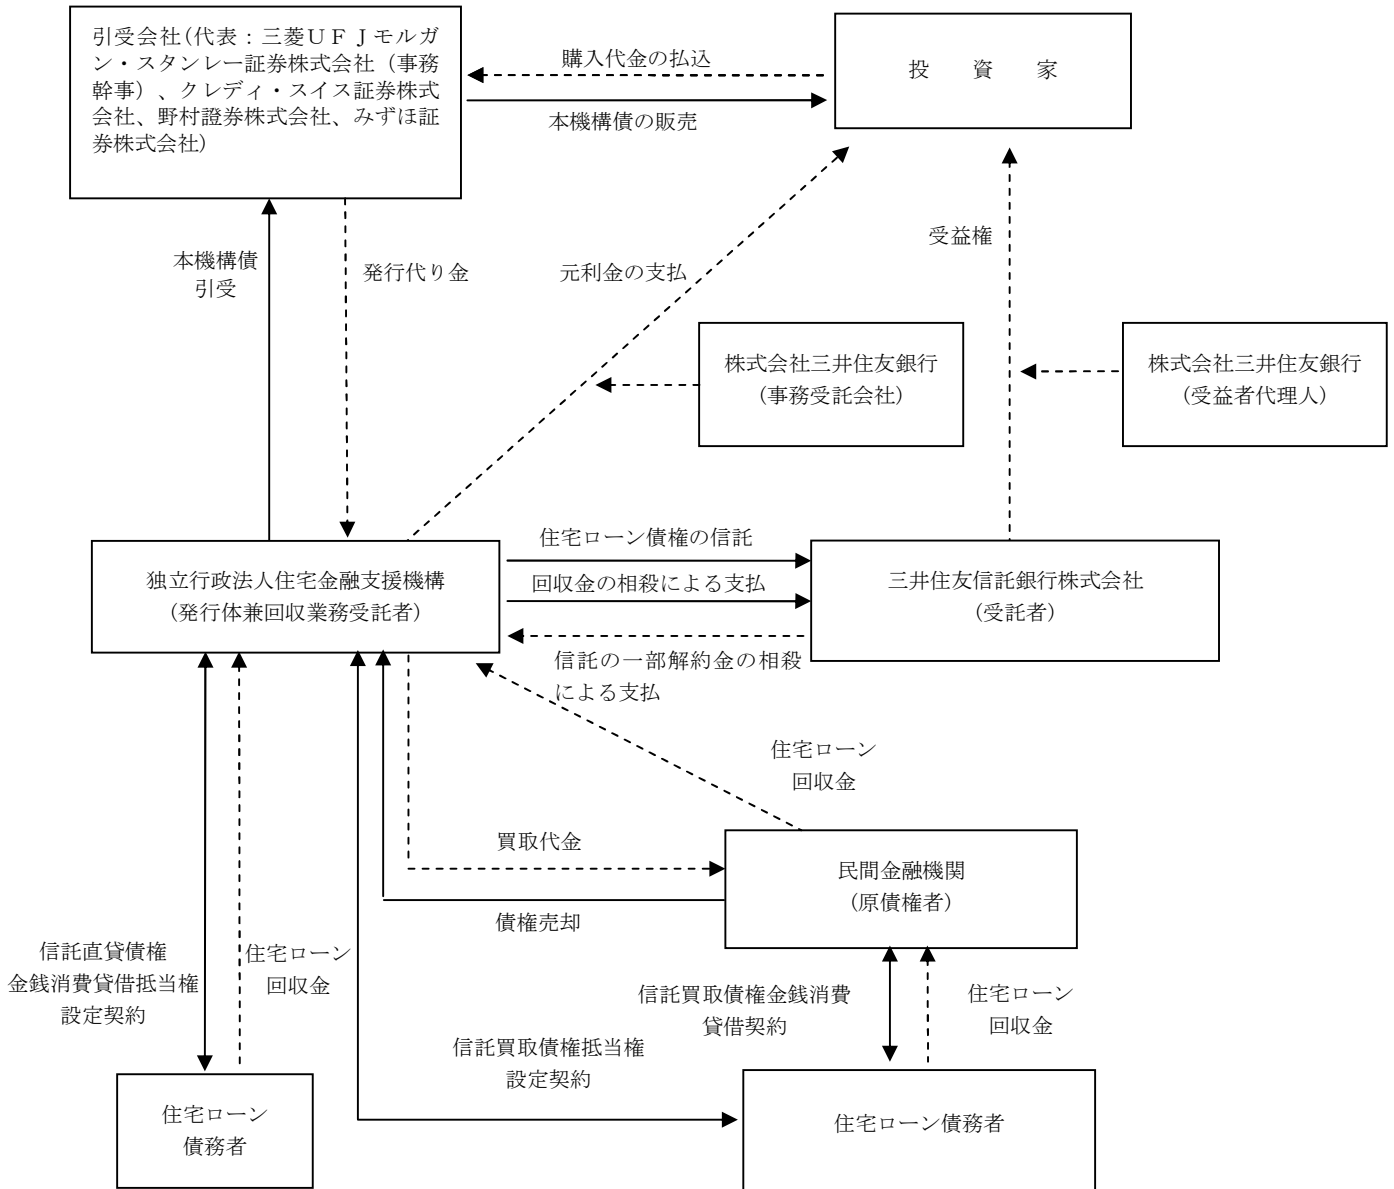 引受会社(代表：三菱ＵＦＪモルガ
ン・スタンレー証券株式会社（事務
幹事）、クレディ・スイス証券株式
会社、野村證券株式会社、みずほ証
券株式会社)
購入代金の払込
本機構債の販売
投　資　家
本機構債
引受
発行代り金
元利金の支払
受益権
株式会社三井住友銀行
（事務受託会社）
株式会社三井住友銀行
（受益者代理人）
独立行政法人住宅金融支援機構
（発行体兼回収業務受託者）
住宅ローン債権の信託
回収金の相殺による支払
信託の一部解約金の相殺
による支払
三井住友信託銀行株式会社
（受託者）
住宅ローン
回収金
買取代金
債権売却
民間金融機関
（原債権者）
信託直貸債権
金銭消費貸借抵当権
設定契約
住宅ローン
回収金
信託買取債権金銭消費
貸借契約
住宅ローン
回収金
信託買取債権抵当権
設定契約
住宅ローン
債務者
住宅ローン債務者